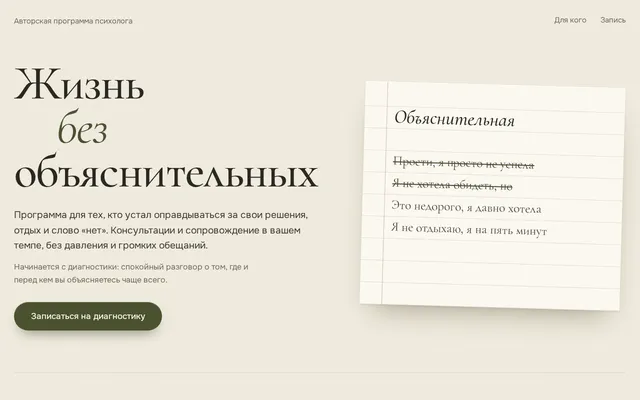 Авторская программа психолога
Для кого
Запись
Жизнь
без
объяснительных
Программа для тех, кто устал оправдываться за свои решения,
отдых и слово «нет». Консультации и сопровождение в вашем
темпе, без давления и громких обещаний.
Начинается с диагностики: спокойный разговор о том, где и
перед кем вы объясняетесь чаще всего.
Записаться на диагностику
Объяснительная
Прости, я просто не успела
Я не хотела обидеть, но
Это недорого, я давно хотела
Я не отдыхаю, я на пять минут